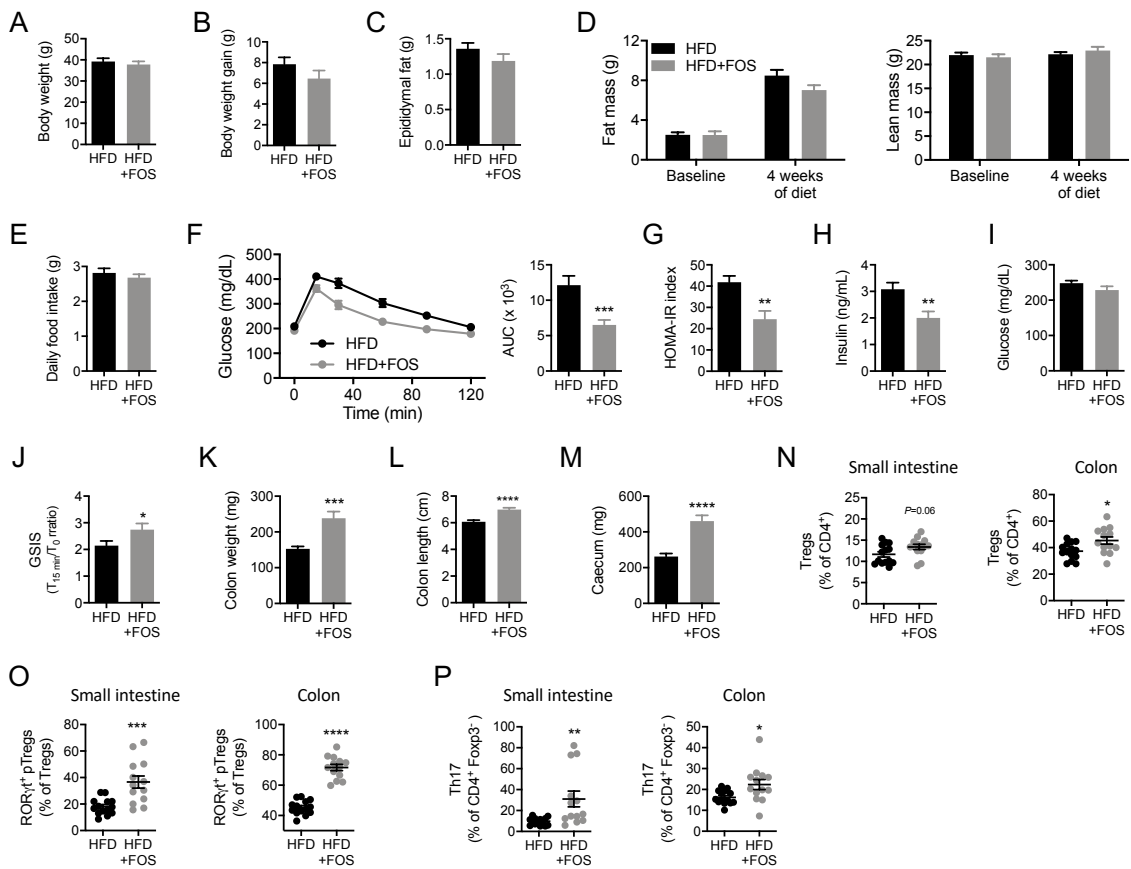 A
Body weight (g)
50
40
30
20
10
0
HFD
HFD
+FOS
B
Body weight gain (g)
10
8
6
4
2
0
HFD
HFD
+FOS
C
Epididymal fat (g)
1.5
1.0
0.5
0.0
HFD
HFD
+FOS
D
Fat mass (g)
12
9
6
3
0
HFD
HFD+FOS
Baseline
4 weeks
of diet
Lean mass (g)
25
20
15
10
5
0
Baseline
4 weeks
of diet
E
Daily food intake (g)
3
2
1
0
HFD
HFD
+FOS
F
Glucose (mg/dL)
500
400
300
200
100
0
HFD
HFD+FOS
0
30
60
90
120
Time (min)
AUC (x 10³)
15
10
5
0
***
HFD
HFD
+FOS
G
HOMA-IR index
50
40
30
20
10
0
**
HFD
HFD
+FOS
H
Insulin (ng/mL)
4
3
2
1
0
**
HFD
HFD
+FOS
I
Glucose (mg/dL)
300
200
100
0
HFD
HFD
+FOS
J
GSIS
(T15 min/T0 rratio)
4
3
2
1
0
*
HFD
HFD
+FOS
K
Colon weight (mg)
300
200
100
0
***
HFD
HFD
+FOS
L
Colon length (cm)
8
6
4
2
0
****
HFD
HFD
+FOS
M
Caecum (mg)
600
400
200
0
****
HFD
HFD
+FOS
N
Small intestine
Tregs
(% of CD4⁺)
25
20
15
10
5
0
P=0.06
HFD
HFD
+FOS
Colon
Tregs
(% of CD4⁺)
80
60
40
20
0
*
HFD
HFD
+FOS
O
Small intestine
RORγt⁺ pTregs
(% of Tregs)
80
60
40
20
0
***
HFD
HFD
+FOS
Colon
RORγt⁺ pTregs
(% of Tregs)
100
80
60
40
****
HFD
HFD
+FOS
P
Small intestine
Th17
(% of CD4⁺ Foxp3⁻)
100
80
60
40
20
0
**
HFD
HFD
+FOS
Colon
Th17
(% of CD4⁺ Foxp3⁻)
50
40
30
20
10
0
*
HFD
HFD
+FOS